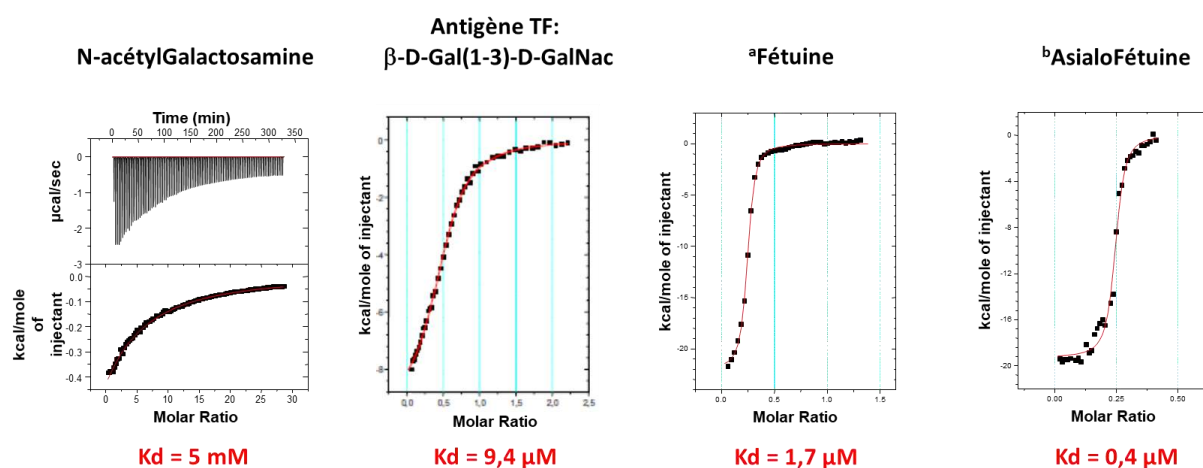 N-acétylGalactosamine
Time (min)
0 50 100 150 200 250 300 350
µcal/sec
0
-1
-2
-3
kcal/mole
of
injectant
0.0
-0.1
-0.2
-0.3
-0.4
0 5 10 15 20 25 30
Molar Ratio
Kd = 5 mM
Antigène TF:
β-D-Gal(1-3)-D-GalNac
kcal/mole of injectant
0
-2
-4
-6
-8
0,0 0,5 1,0 1,5 2,0 2,5
Molar Ratio
Kd = 9,4 µM
ᵃFétuine
kcal/mole of injectant
0
-5
-10
-15
-20
0.0 0.5 1.0 1.5
Molar Ratio
Kd = 1,7 µM
ᵇAsialoFétuine
kcal/mole of injectant
0
-4
-8
-12
-16
-20
0.00 0.25 0.50
Molar Ratio
Kd = 0,4 µM